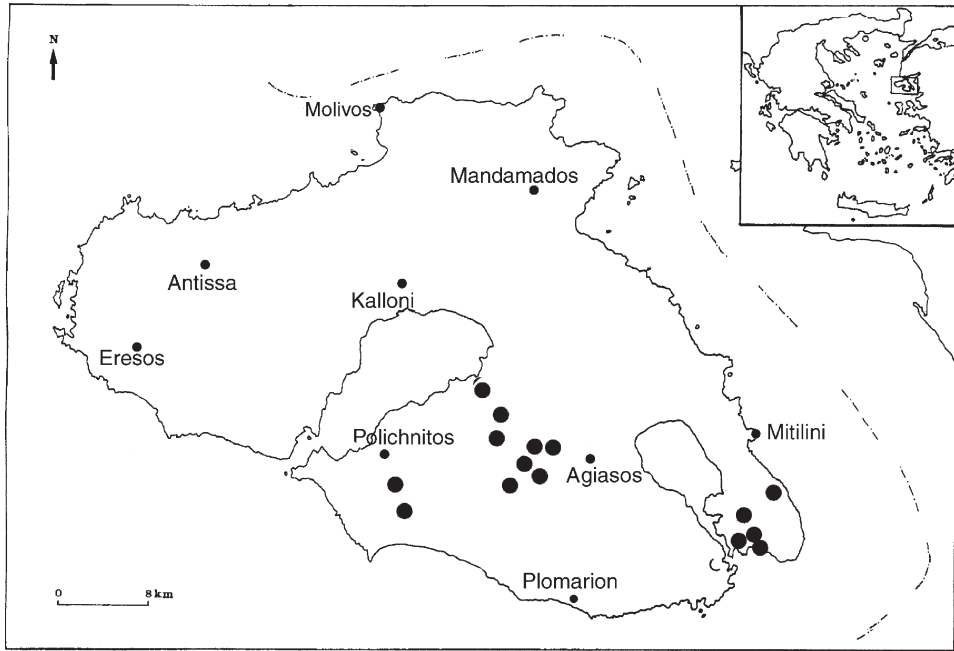 N
Molivos
Mandamados
Antissa
Kalloni
Eresos
Polichnitos
Mitilini
Agiasos
Plomarion
0 8 km